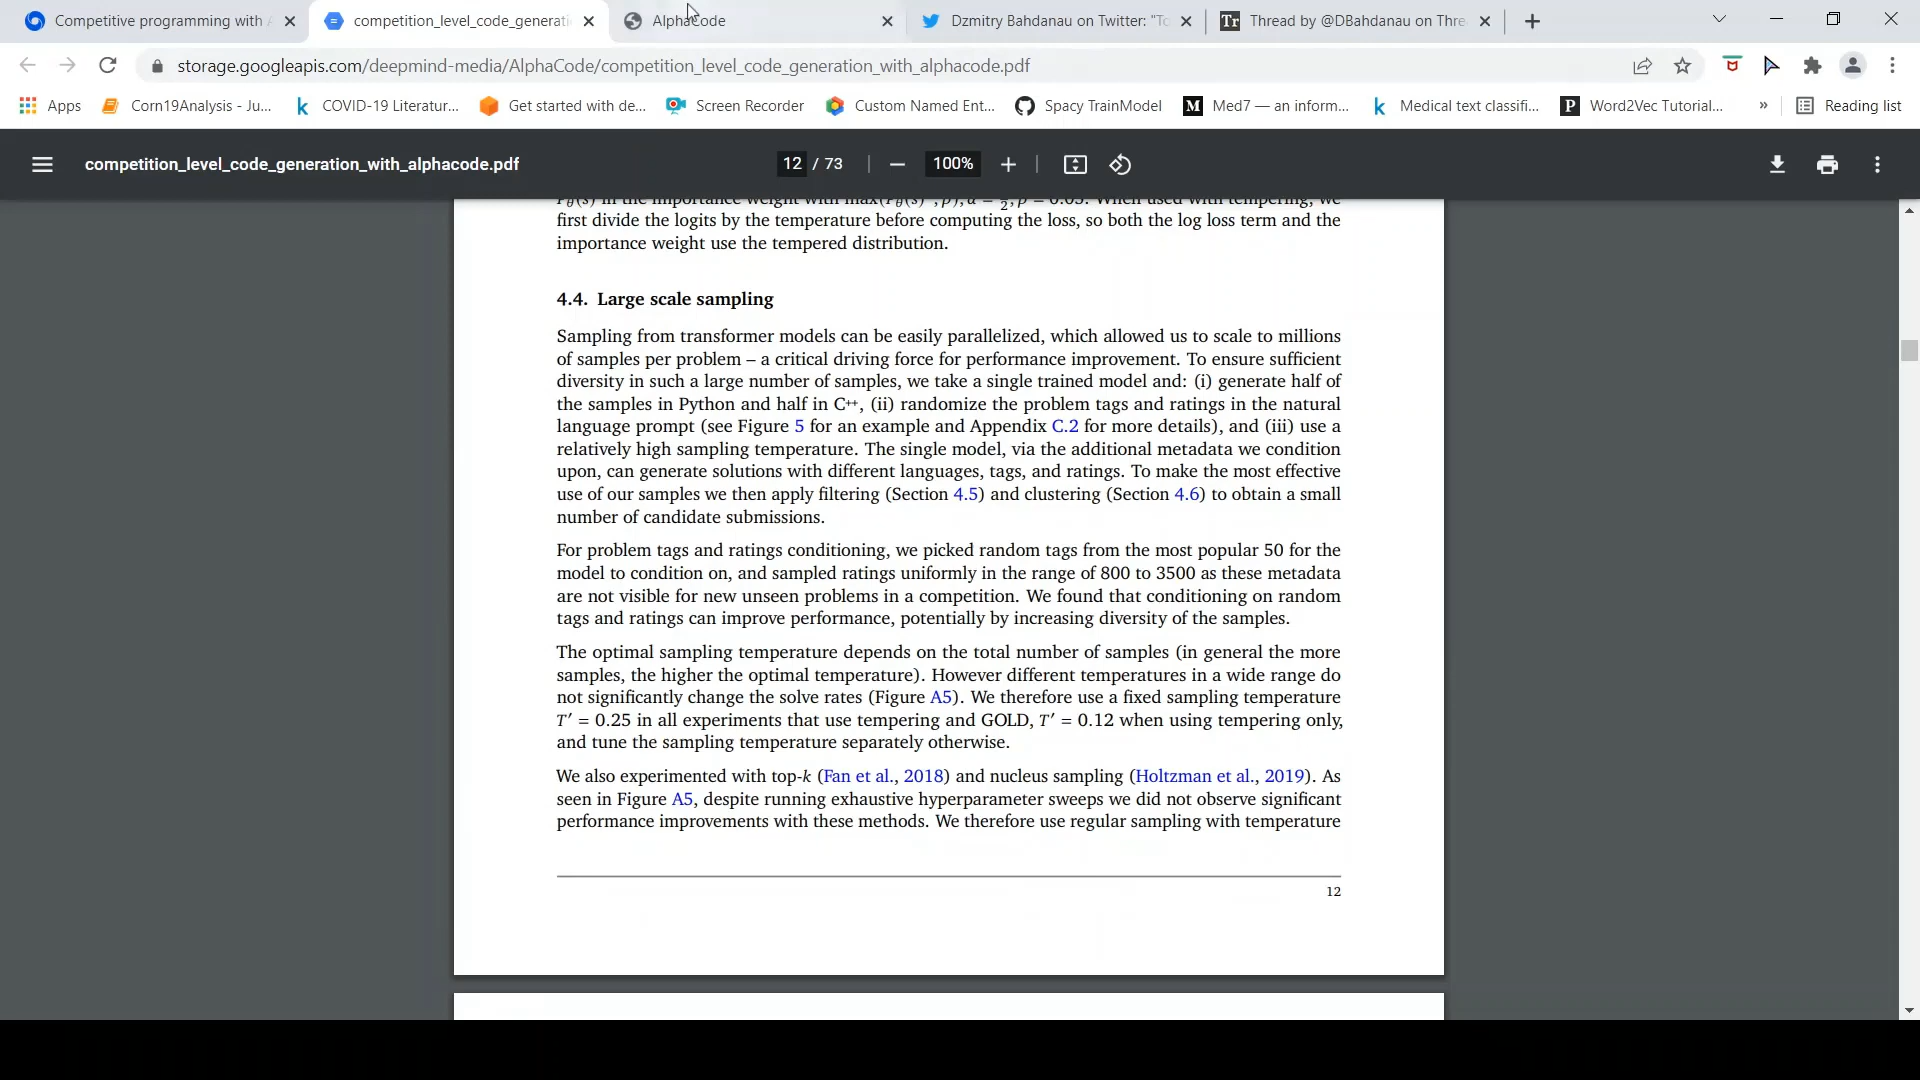 Competitive programming with
competition_level_code_generati
AlphaCode
Dzmitry Bahdanau on Twitter: "To
Thread by @DBahdanau on Thre
storage.googleapis.com/deepmind-media/AlphaCode/competition_level_code_generation_with_alphacode.pdf
Apps
Corn19Analysis - Ju...
COVID-19 Literatur...
Get started with de...
Screen Recorder
Custom Named Ent...
Spacy TrainModel
Med7 — an inform...
Medical text classifi...
Word2Vec Tutorial...
»
Reading list
competition_level_code_generation_with_alphacode.pdf
12 / 73
100%
first divide the logits by the temperature before computing the loss, so both the log loss term and the
importance weight use the tempered distribution.
4.4. Large scale sampling
Sampling from transformer models can be easily parallelized, which allowed us to scale to millions
of samples per problem – a critical driving force for performance improvement. To ensure sufficient
diversity in such a large number of samples, we take a single trained model and: (i) generate half of
the samples in Python and half in C++, (ii) randomize the problem tags and ratings in the natural
language prompt (see Figure 5 for an example and Appendix C.2 for more details), and (iii) use a
relatively high sampling temperature. The single model, via the additional metadata we condition
upon, can generate solutions with different languages, tags, and ratings. To make the most effective
use of our samples we then apply filtering (Section 4.5) and clustering (Section 4.6) to obtain a small
number of candidate submissions.
For problem tags and ratings conditioning, we picked random tags from the most popular 50 for the
model to condition on, and sampled ratings uniformly in the range of 800 to 3500 as these metadata
are not visible for new unseen problems in a competition. We found that conditioning on random
tags and ratings can improve performance, potentially by increasing diversity of the samples.
The optimal sampling temperature depends on the total number of samples (in general the more
samples, the higher the optimal temperature). However different temperatures in a wide range do
not significantly change the solve rates (Figure A5). We therefore use a fixed sampling temperature
T′ = 0.25 in all experiments that use tempering and GOLD, T′ = 0.12 when using tempering only,
and tune the sampling temperature separately otherwise.
We also experimented with top-k (Fan et al., 2018) and nucleus sampling (Holtzman et al., 2019). As
seen in Figure A5, despite running exhaustive hyperparameter sweeps we did not observe significant
performance improvements with these methods. We therefore use regular sampling with temperature
12